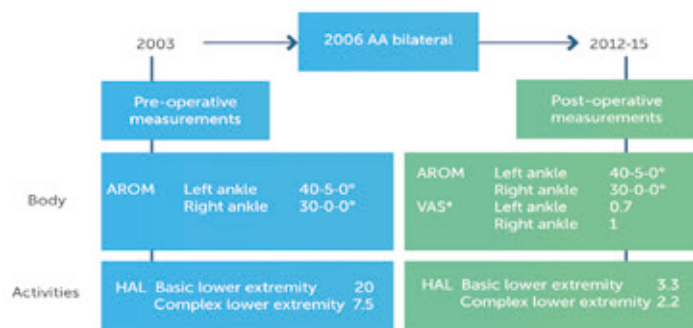 2003
2006 AA bilateral
2012-15
Pre-operative
measurements
Post-operative
measurements
Body
AROM Left ankle 40-5-0°
Right ankle 30-0-0°
AROM Left ankle 40-5-0°
Right ankle 30-0-0°
VAS* Left ankle 0.7
Right ankle 1
Activities
HAL Basic lower extremity 20
Complex lower extremity 7.5
HAL Basic lower extremity 3.3
Complex lower extremity 2.2